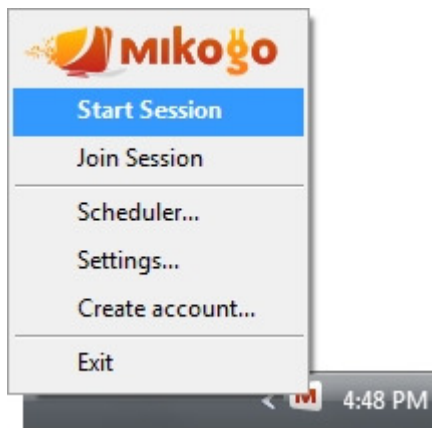 mikogo
Start Session
Join Session
Scheduler...
Settings...
Create account...
Exit
< M 4:48 PM